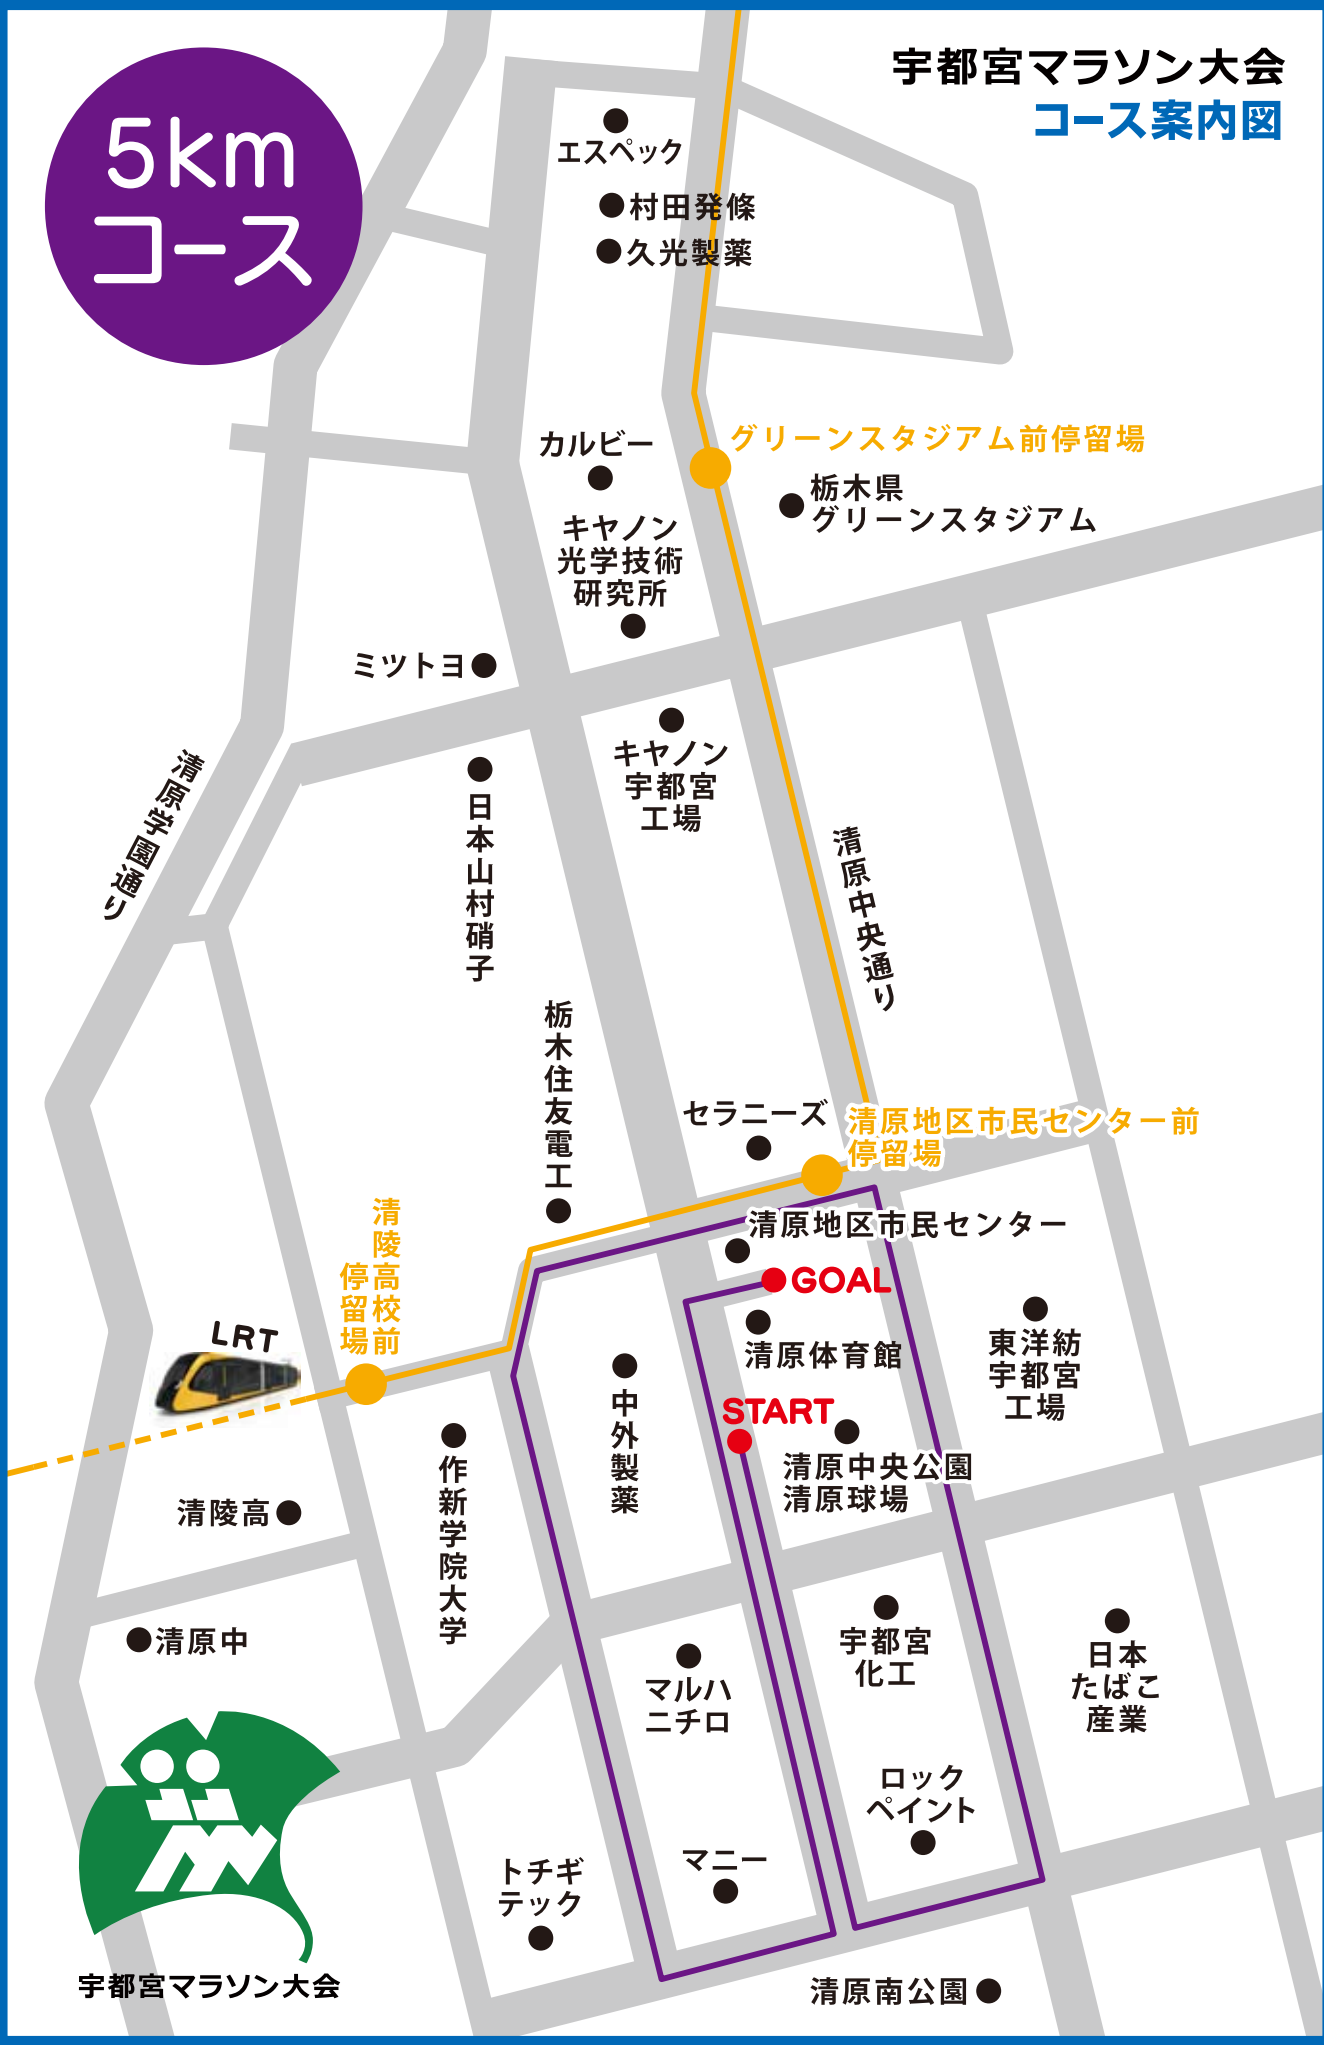 宇都宮マラソン大会
コース案内図
5km
コース
エスペック
村田発條
久光製薬
グリーンスタジアム前停留場
カルビー
栃木県
グリーンスタジアム
キヤノン
光学技術
研究所
ミツトヨ
キヤノン
宇都宮
工場
清原学園通り
日本山村硝子
清原中央通り
栃木住友電工
セラニーズ
清原地区市民センター前
停留場
清原地区市民センター
清陵高校前
停留場
GOAL
LRT
清原体育館
東洋紡
宇都宮
工場
中外製薬
START
作新学院大学
清原中央公園
清原球場
清陵高
清原中
宇都宮
化工
日本
たばこ
産業
マルハ
ニチロ
ロック
ペイント
マニー
トチギ
テック
宇都宮マラソン大会
清原南公園